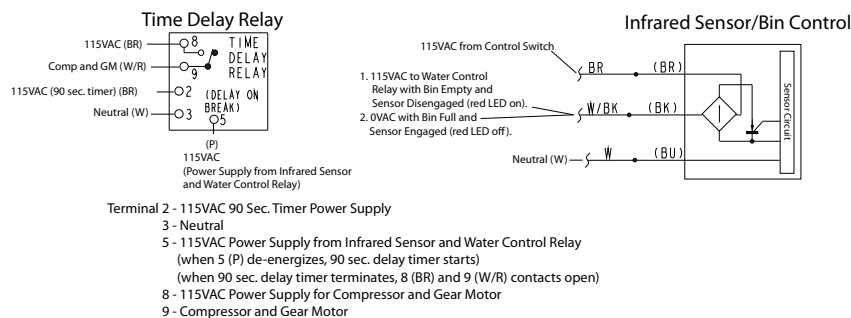 Time Delay Relay
115VAC (BR)
8
TIME
DELAY
RELAY
Comp and GM (W/R)
9
115VAC (90 sec. timer) (BR)
2
(DELAY ON
BREAK)
Neutral (W)
3
5
(P)
115VAC
(Power Supply from Infrared Sensor
and Water Control Relay)
Infrared Sensor/Bin Control
115VAC from Control Switch
BR
(BR)
1. 115VAC to Water Control
Relay with Bin Empty and
Sensor Disengaged (red LED on).
2. 0VAC with Bin Full and
Sensor Engaged (red LED off).
W/BK
(BK)
Neutral (W)
W
(BU)
Sensor Circuit
Terminal 2 - 115VAC 90 Sec. Timer Power Supply
3 - Neutral
5 - 115VAC Power Supply from Infrared Sensor and Water Control Relay
(when 5 (P) de-energizes, 90 sec. delay timer starts)
(when 90 sec. delay timer terminates, 8 (BR) and 9 (W/R) contacts open)
8 - 115VAC Power Supply for Compressor and Gear Motor
9 - Compressor and Gear Motor